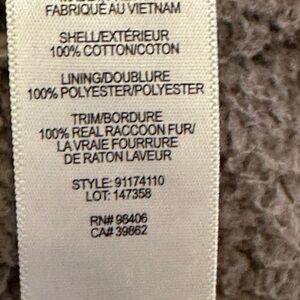 FABRIQUÉ AU VIETNAM
SHELL/EXTÉRIEUR
100% COTTON/COTON
LINING/DOUBLURE
100% POLYESTER/POLYESTER
TRIM/BORDURE
100% REAL RACCOON FUR/
LA VRAIE FOURRURE
DE RATON LAVEUR
STYLE: 91174110
LOT: 147358
RN# 98406
CA# 39862